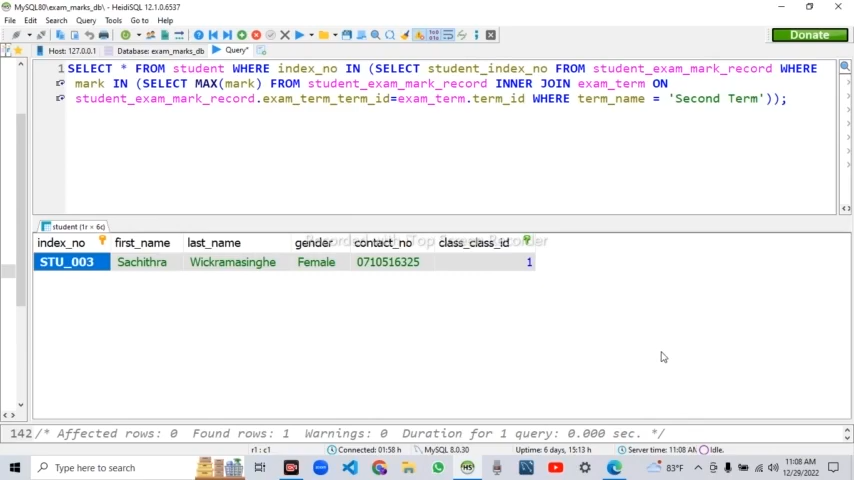 MySQL80\exam_marks_db\ - HeidiSQL 12.1.0.6537
File Edit Search Query Tools Go to Help
Donate
Host: 127.0.0.1 Database: exam_marks_db Query*
1 SELECT * FROM student WHERE index_no IN (SELECT student_index_no FROM student_exam_mark_record WHERE
mark IN (SELECT MAX(mark) FROM student_exam_mark_record INNER JOIN exam_term ON
student_exam_mark_record.exam_term_term_id=exam_term.term_id WHERE term_name = 'Second Term'));
student (1r × 6c)
index_no first_name last_name gender contact_no class_class_id
Recorded with iTop Screen Recorder
STU_003 Sachithra Wickramasinghe Female 0710516325 1
142 /* Affected rows: 0 Found rows: 1 Warnings: 0 Duration for 1 query: 0.000 sec. */
r1 : c1 Connected: 01:58 h MySQL 8.0.30 Uptime: 6 days, 15:13 h Server time: 11:08 AM Idle.
Type here to search 83°F 11:08 AM
12/29/2022